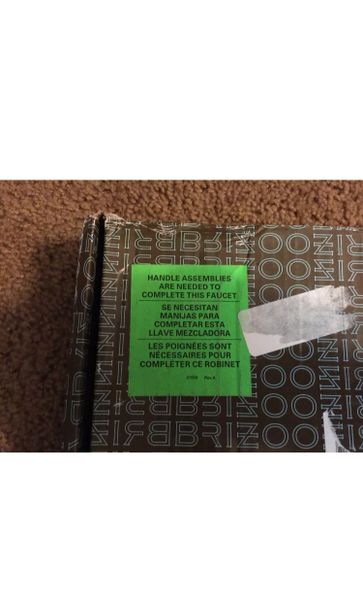 HANDLE ASSEMBLIES
ARE NEEDED TO
COMPLETE THIS FAUCET
SE NECESITAN
MANIJAS PARA
COMPLETAR ESTA
LLAVE MEZCLADORA
LES POIGNÉES SONT
NÉCESSAIRES POUR
COMPLÉTER CE ROBINET
Rev A